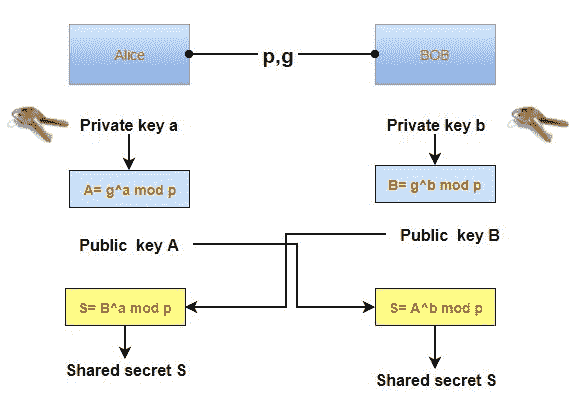 Alice
p,g
BOB
Private key a
Private key b
A= g^a mod p
B= g^b mod p
Public key A
Public key B
S= B^a mod p
S= A^b mod p
Shared secret S
Shared secret S